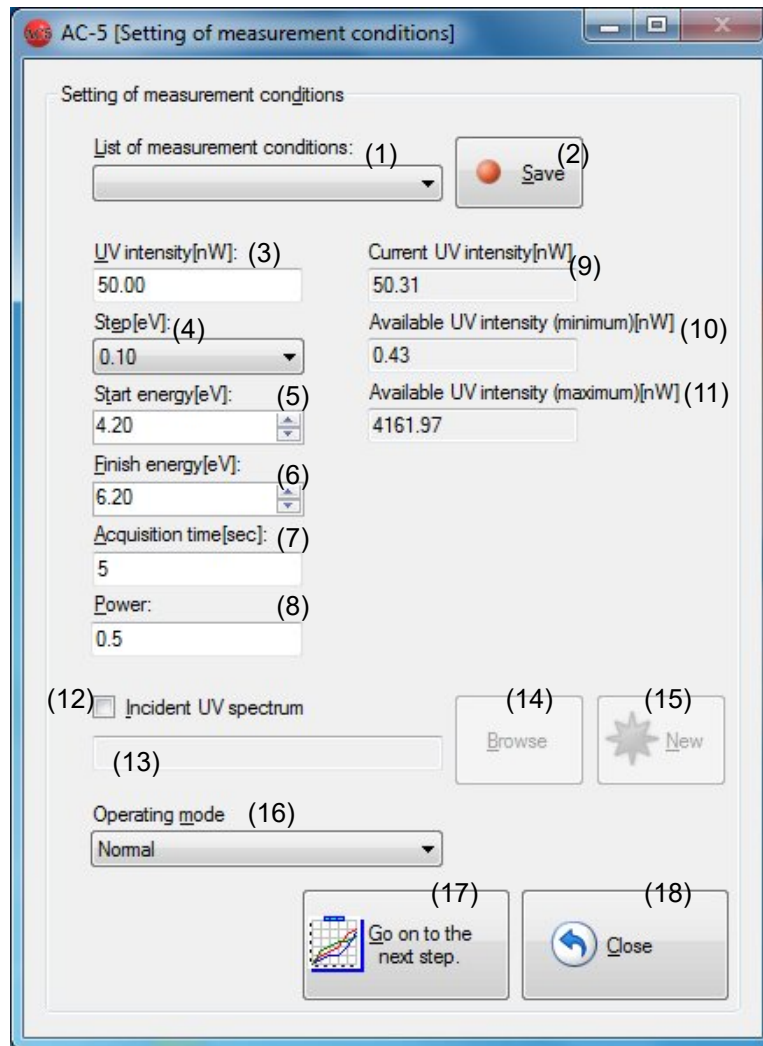 AC-5 [Setting of measurement conditions]
Setting of measurement conditions
List of measurement conditions: (1)
(2)
Save
UV intensity[nW]: (3)
50.00
Current UV intensity[nW] (9)
50.31
Step[eV]: (4)
0.10
Available UV intensity (minimum)[nW] (10)
0.43
Start energy[eV]: (5)
4.20
Available UV intensity (maximum)[nW] (11)
4161.97
Finish energy[eV]: (6)
6.20
Acquisition time[sec]: (7)
5
Power: (8)
0.5
(12) Incident UV spectrum
(13)
(14)
Browse
(15)
New
Operating mode (16)
Normal
(17)
Go on to the
next step.
(18)
Close